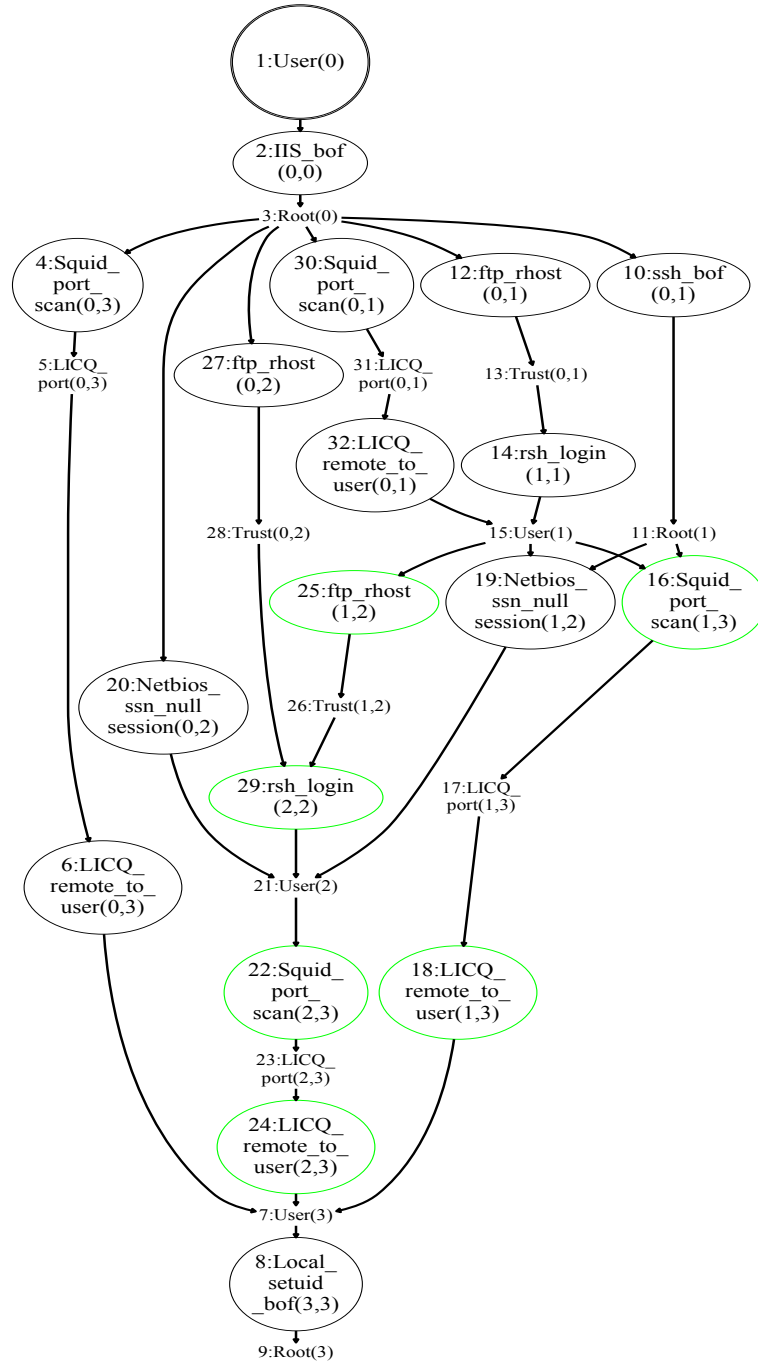 1:User(0)
2:IIS_bof
(0,0)
3:Root(0)
4:Squid_
port_
scan(0,3)
30:Squid_
port_
scan(0,1)
12:ftp_rhost
(0,1)
10:ssh_bof
(0,1)
5:LICQ_
port(0,3)
27:ftp_rhost
(0,2)
31:LICQ_
port(0,1)
13:Trust(0,1)
32:LICQ_
remote_to_
user(0,1)
14:rsh_login
(1,1)
28:Trust(0,2)
15:User(1)
11:Root(1)
25:ftp_rhost
(1,2)
19:Netbios_
ssn_null
session(1,2)
16:Squid_
port_
scan(1,3)
20:Netbios_
ssn_null
session(0,2)
26:Trust(1,2)
29:rsh_login
(2,2)
17:LICQ_
port(1,3)
6:LICQ_
remote_to_
user(0,3)
21:User(2)
22:Squid_
port_
scan(2,3)
18:LICQ_
remote_to_
user(1,3)
23:LICQ_
port(2,3)
24:LICQ_
remote_to_
user(2,3)
7:User(3)
8:Local_
setuid
_bof(3,3)
9:Root(3)